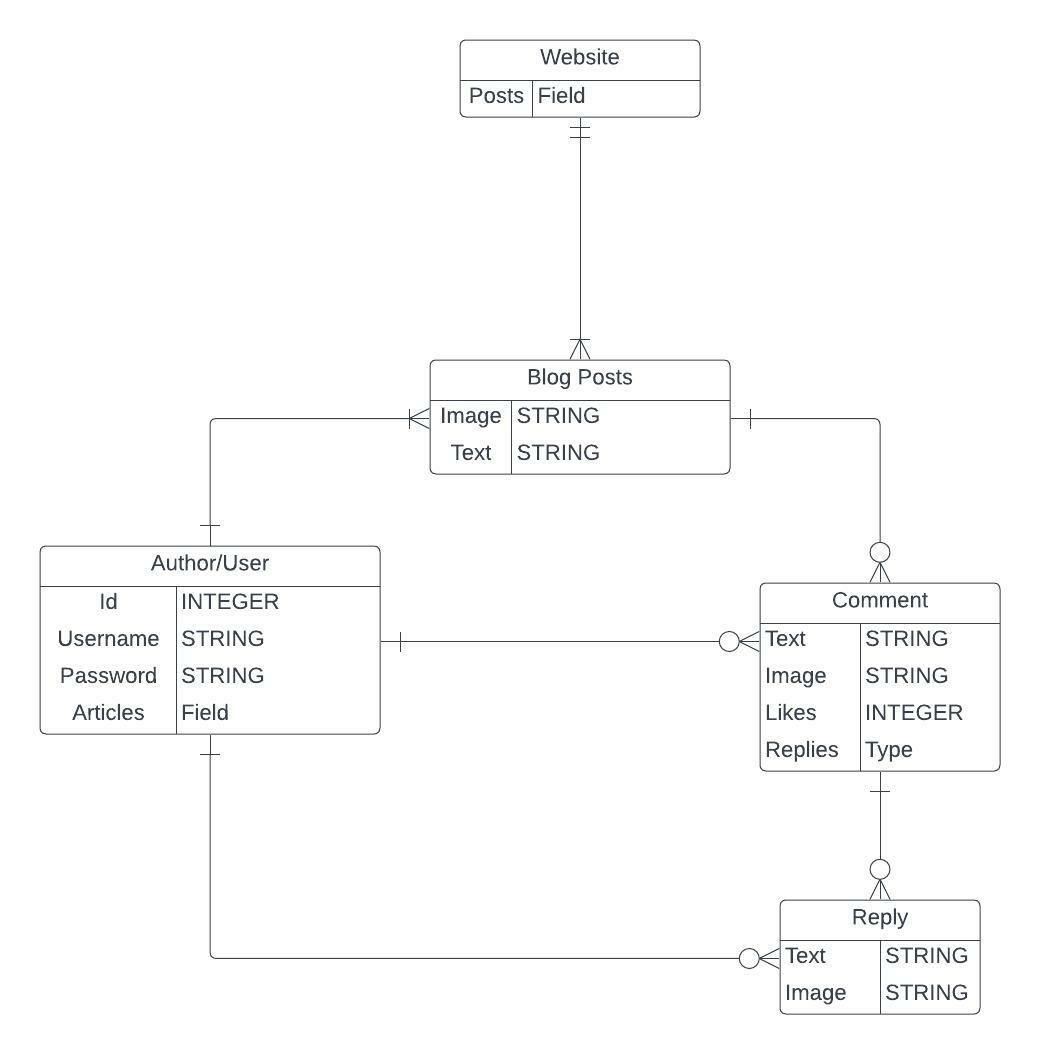 Website
Posts Field
Blog Posts
Image STRING
Text STRING
Author/User
Id INTEGER
Username STRING
Password STRING
Articles Field
Comment
Text STRING
Image STRING
Likes INTEGER
Replies Type
Reply
Text STRING
Image STRING